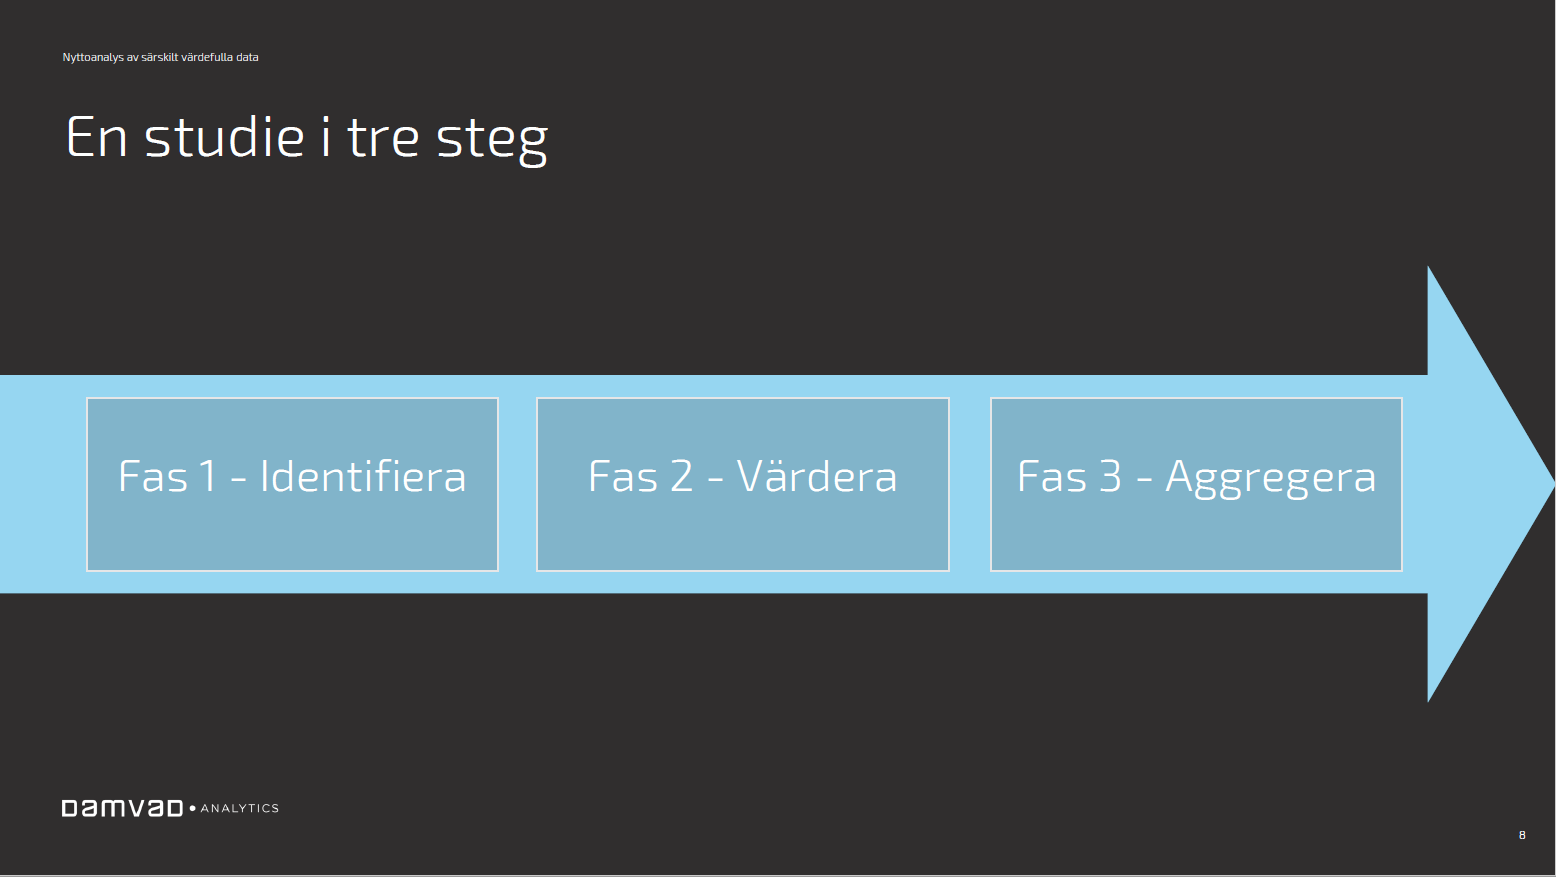 Nyttoanalys av särskilt värdefulla data
En studie i tre steg
Fas 1 - Identifiera
Fas 2 - Värdera
Fas 3 - Aggregera
DAMVAD • ANALYTICS
8